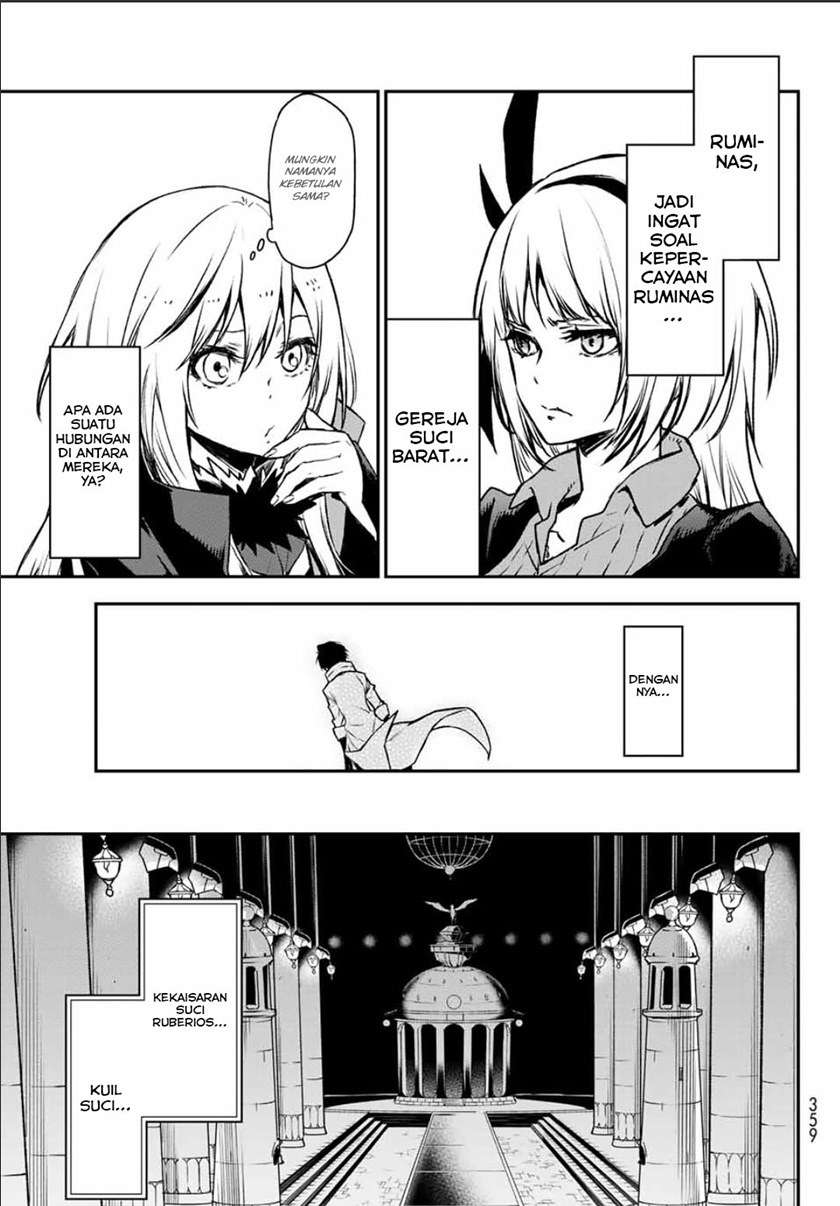 RUMI-
NAS,
JADI
INGAT
SOAL
KEPER-
CAYAAN
RUMINAS
...
GEREJA
SUCI
BARAT...
MUNGKIN
NAMANYA
KEBETULAN
SAMA?
APA ADA
SUATU
HUBUNGAN
DI ANTARA
MEREKA,
YA?
DENGAN
NYA...
KEKAISARAN
SUCI
RUBERIOS...
KUIL
SUCI...
359